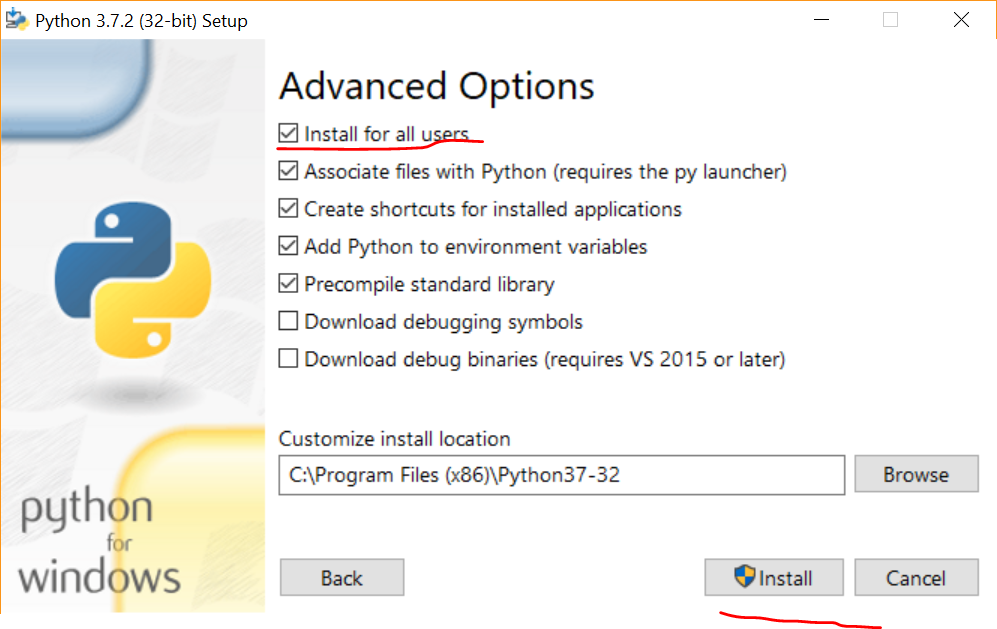 Python 3.7.2 (32-bit) Setup
Advanced Options
Install for all users
Associate files with Python (requires the py launcher)
Create shortcuts for installed applications
Add Python to environment variables
Precompile standard library
Download debugging symbols
Download debug binaries (requires VS 2015 or later)
Customize install location
C:\Program Files (x86)\Python37-32
Browse
python
for
windows
Back
Install
Cancel